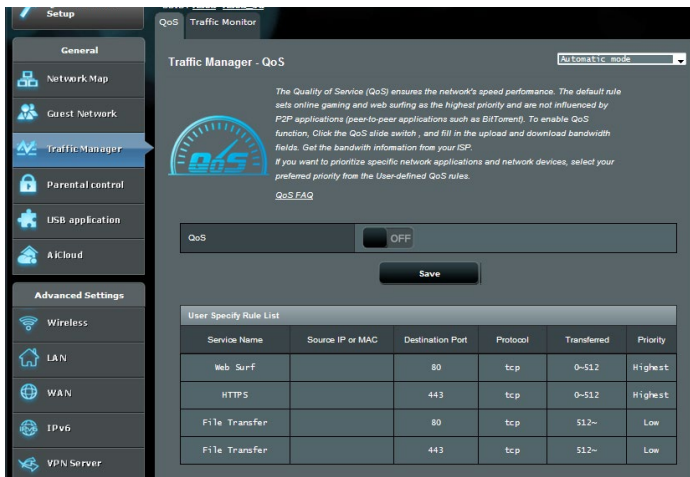 Setup
QoS Traffic Monitor
General
Network Map
Guest Network
Traffic Manager
Parental control
USB application
AiCloud
Advanced Settings
Wireless
LAN
WAN
IPv6
VPN Server
Traffic Manager - QoS
Automatic mode
The Quality of Service (QoS) ensures the network's speed performance. The default rule
sets online gaming and web surfing as the highest priority and are not influenced by
P2P applications (peer-to-peer applications such as BitTorrent). To enable QoS
function, Click the QoS slide switch , and fill in the upload and download bandwidth
fields. Get the bandwith information from your ISP.
If you want to prioritize specific network applications and network devices, select your
preferred priority from the User-defined QoS rules.
QoS FAQ
QoS
QoS OFF
Save
User Specify Rule List
Service Name Source IP or MAC Destination Port Protocol Transferred Priority
Web Surf 80 tcp 0~512 Highest
HTTPS 443 tcp 0~512 Highest
File Transfer 80 tcp 512~ Low
File Transfer 443 tcp 512~ Low